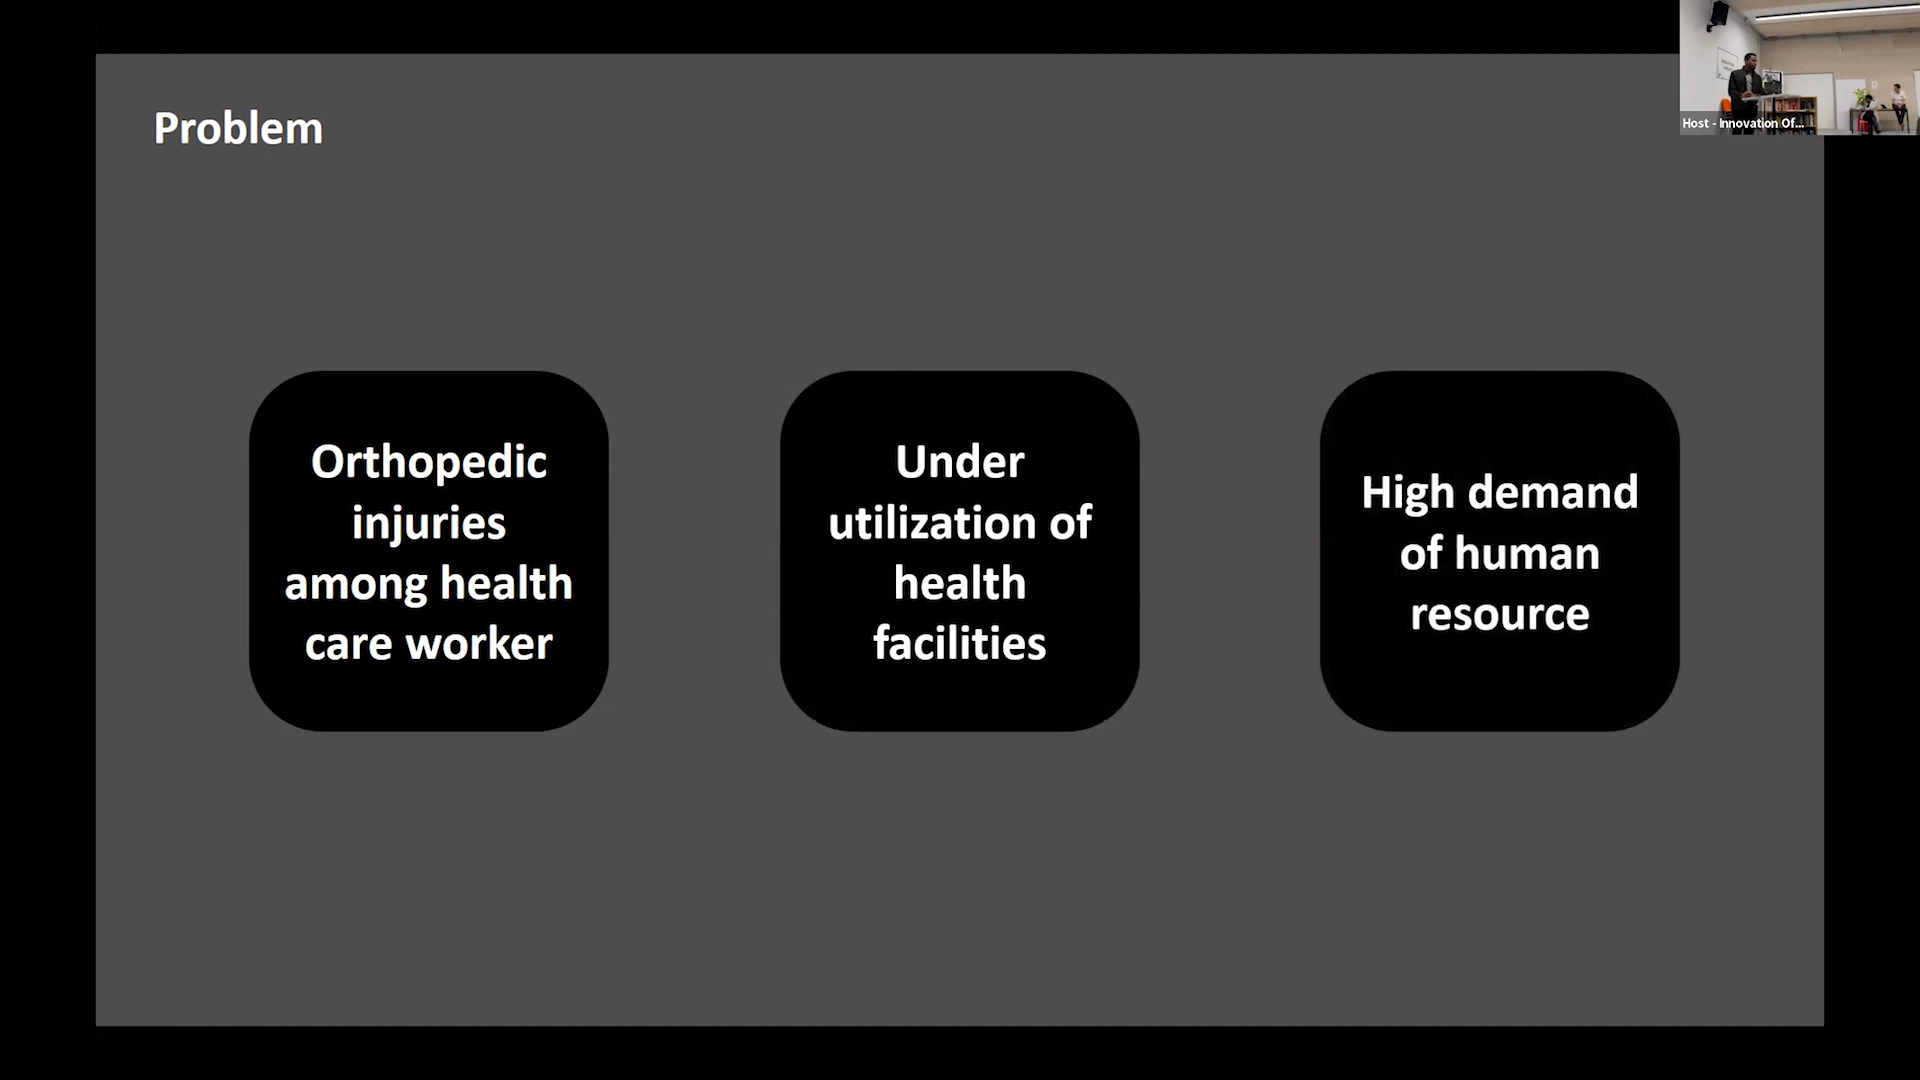 Problem
Orthopedic
injuries
among health
care worker
Under
utilization of
health
facilities
High demand
of human
resource
Host - Innovation Of...